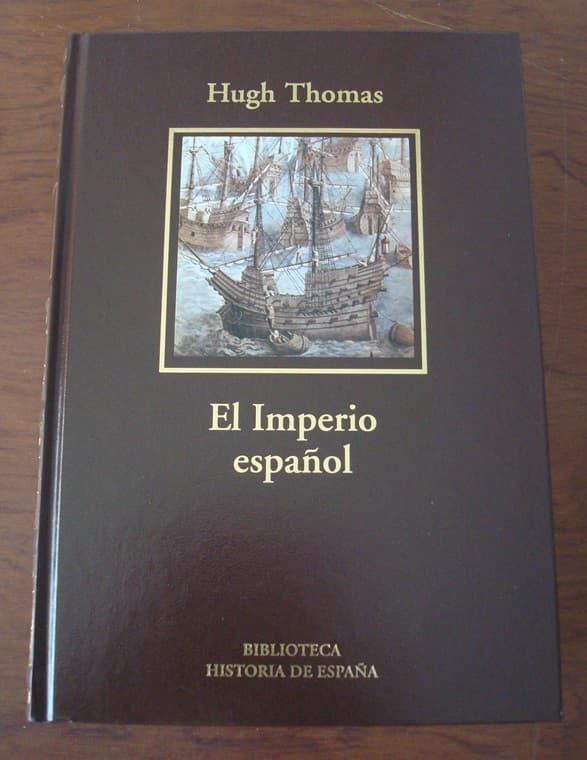 Hugh Thomas
El Imperio
español
BIBLIOTECA
HISTORIA DE ESPAÑA